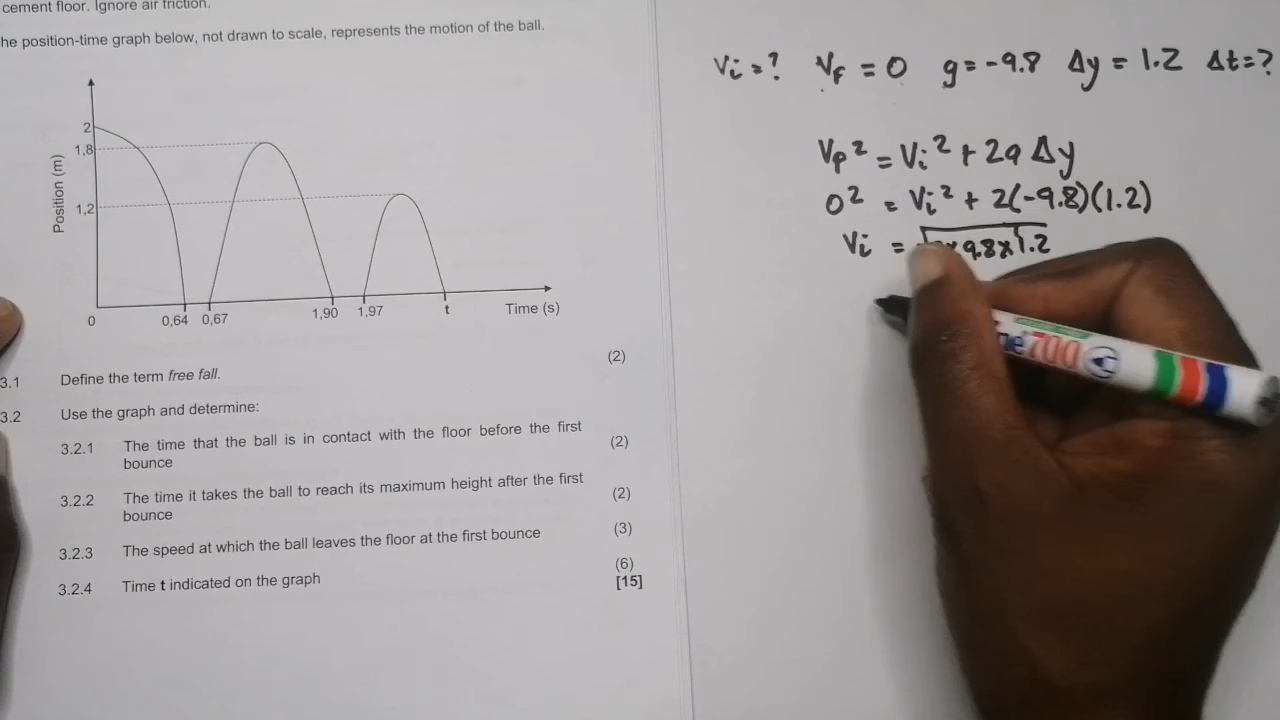 cement floor. Ignore air friction.
he position-time graph below, not drawn to scale, represents the motion of the ball.
Position (m)
2
1,8
1,2
0
0,64
0,67
1,90
1,97
t
Time (s)
(2)
3.1 Define the term free fall.
3.2 Use the graph and determine:
3.2.1 The time that the ball is in contact with the floor before the first
bounce
(2)
3.2.2 The time it takes the ball to reach its maximum height after the first
bounce
(2)
3.2.3 The speed at which the ball leaves the floor at the first bounce
(3)
3.2.4 Time t indicated on the graph
(6)
[15]
Vi = ? VF = 0 g = -9.8 Δy = 1.2 Δt = ?
VF² = Vi² + 2a Δy
0² = Vi² + 2(-9.8)(1.2)
Vi = × 9.8 × 1.2
700